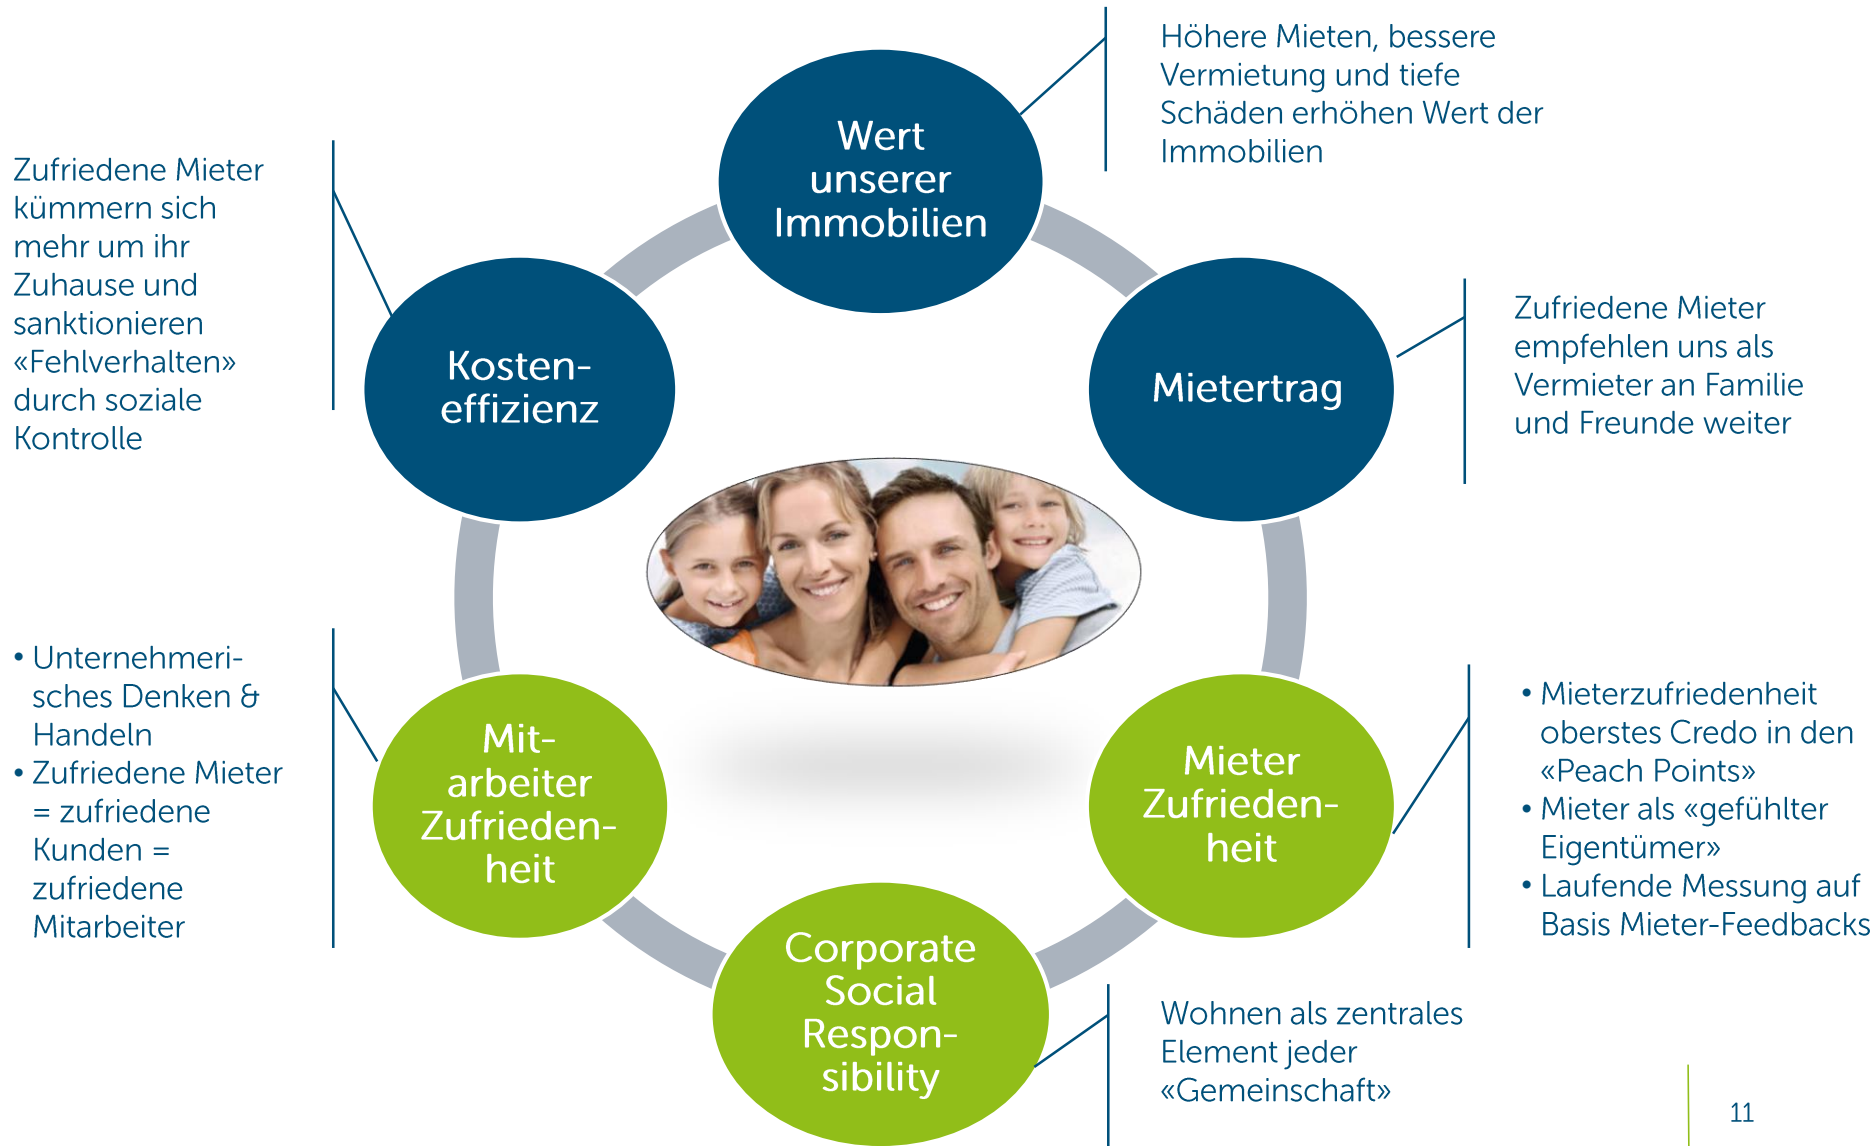 Höhere Mieten, bessere
Vermietung und tiefe
Schäden erhöhen Wert der
Immobilien
Wert
unserer
Immobilien
Zufriedene Mieter
kümmern sich
mehr um ihr
Zuhause und
sanktionieren
«Fehlverhalten»
durch soziale
Kontrolle
Kosten-
effizienz
Mietertrag
Zufriedene Mieter
empfehlen uns als
Vermieter an Familie
und Freunde weiter
• Unternehmeri-
sches Denken &
Handeln
• Zufriedene Mieter
= zufriedene
Kunden =
zufriedene
Mitarbeiter
Mit-
arbeiter
Zufrieden-
heit
Mieter
Zufrieden-
heit
• Mieterzufriedenheit
oberstes Credo in den
«Peach Points»
• Mieter als «gefühlter
Eigentümer»
• Laufende Messung auf
Basis Mieter-Feedbacks
Corporate
Social
Respon-
sibility
Wohnen als zentrales
Element jeder
«Gemeinschaft»
11